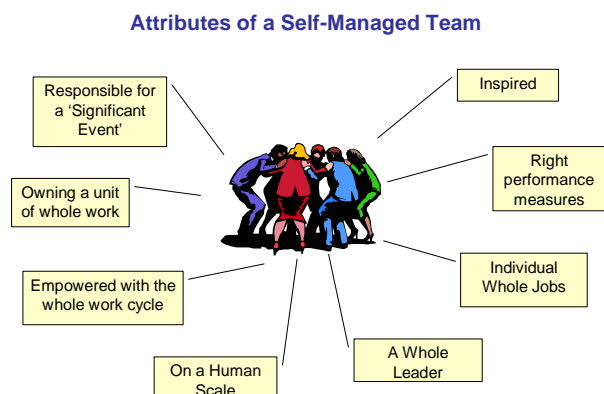 Attributes of a Self-Managed Team
Responsible for
a ‘Significant
Event’
Inspired
Owning a unit
of whole work
Right
performance
measures
Empowered with the
whole work cycle
Individual
Whole Jobs
On a Human
Scale
A Whole
Leader